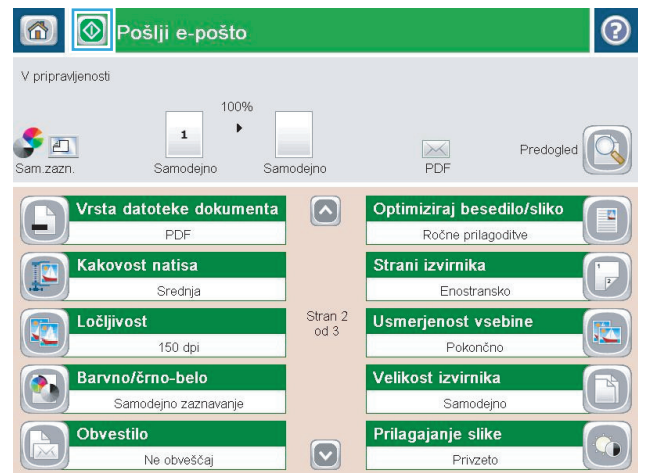 Pošlji e-pošto
V pripravljenosti
100%
1
Sam.zazn.
Samodejno
Samodejno
PDF
Predogled
Vrsta datoteke dokumenta
PDF
Kakovost natisa
Srednja
Ločljivost
150 dpi
Barvno/črno-belo
Samodejno zaznavanje
Obvestilo
Ne obveščaj
Stran 2
od 3
Optimiziraj besedilo/sliko
Ročne prilagoditve
Strani izvirnika
Enostransko
Usmerjenost vsebine
Pokončno
Velikost izvirnika
Samodejno
Prilagajanje slike
Privzeto